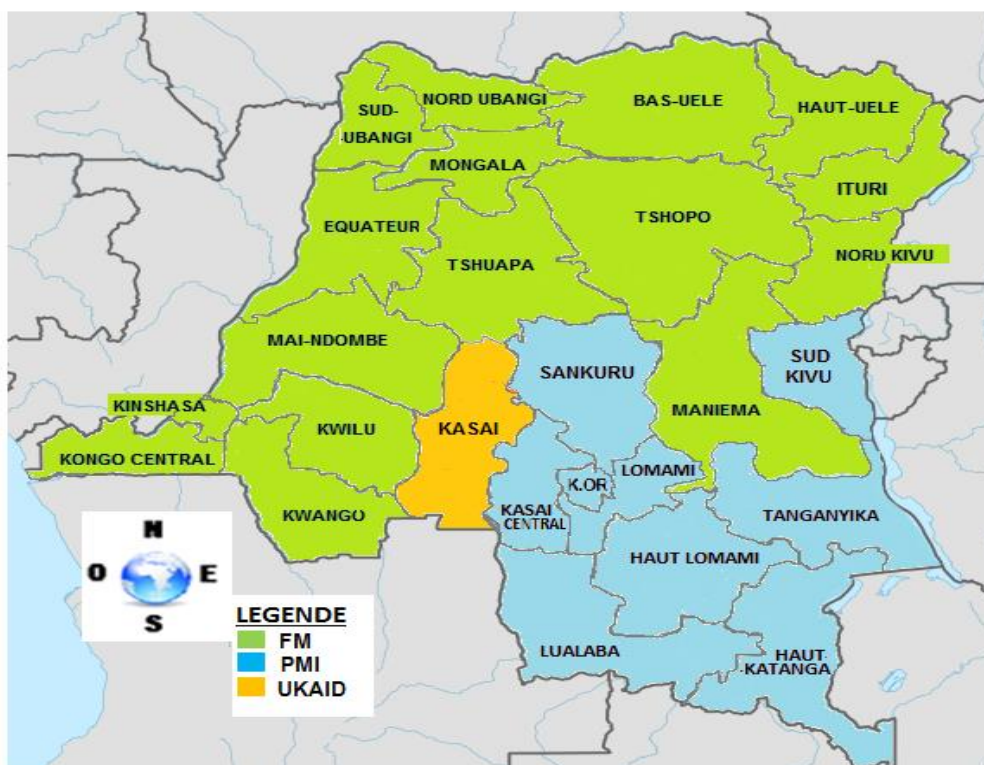 NORD UBANGI
BAS-UELE
HAUT-UELE
SUD-
UBANGI
MONGALA
ITURI
EQUATEUR
TSHOPO
TSHUAPA
NORD KIVU
MAI-NDOMBE
SANKURU
SUD
KIVU
KINSHASA
KWILU
KASAI
MANIEMA
KONGO CENTRAL
LOMAMI
K.OR
KASAI
CENTRAL
KWANGO
TANGANYIKA
HAUT LOMAMI
N
O
E
S
LEGENDE
FM
PMI
UKAID
LUALABA
HAUT
KATANGA